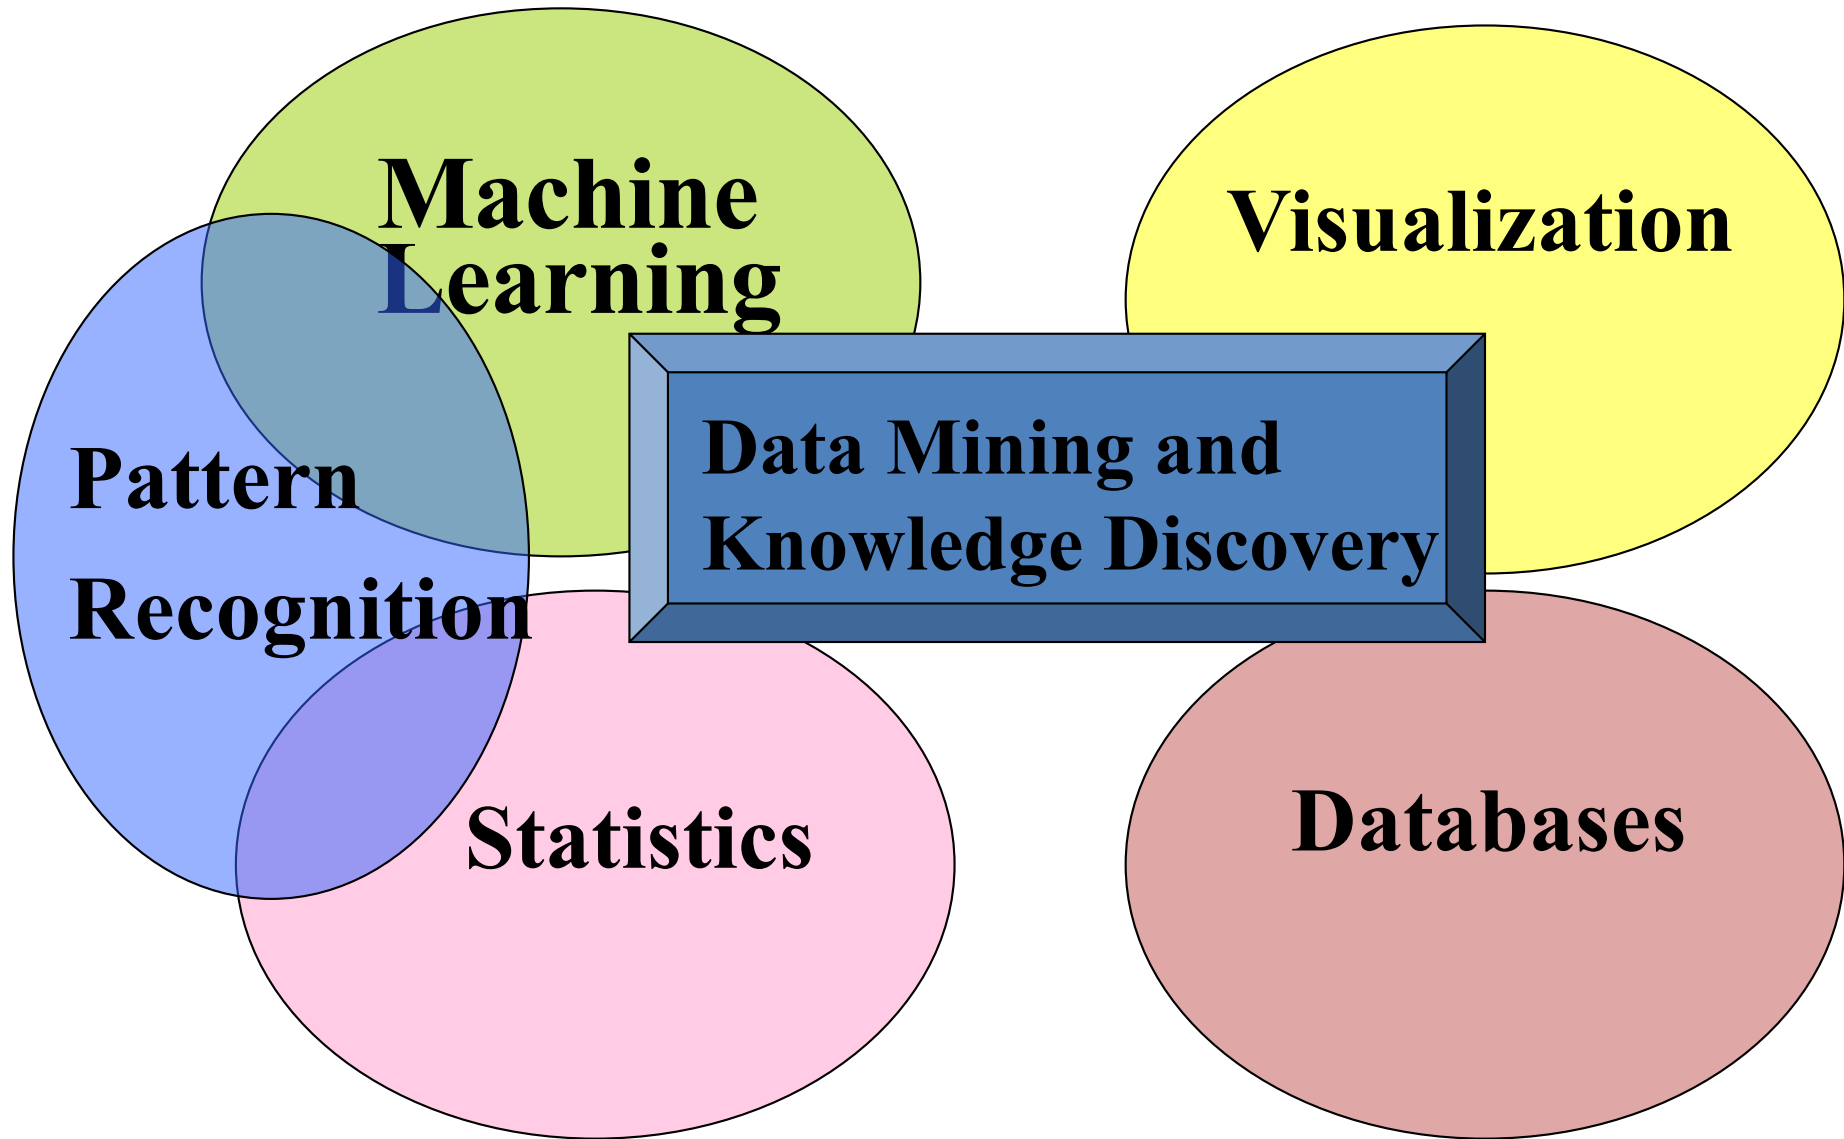 Machine
Learning
Visualization
Data Mining and
Knowledge Discovery
Pattern
Recognition
Statistics
Databases